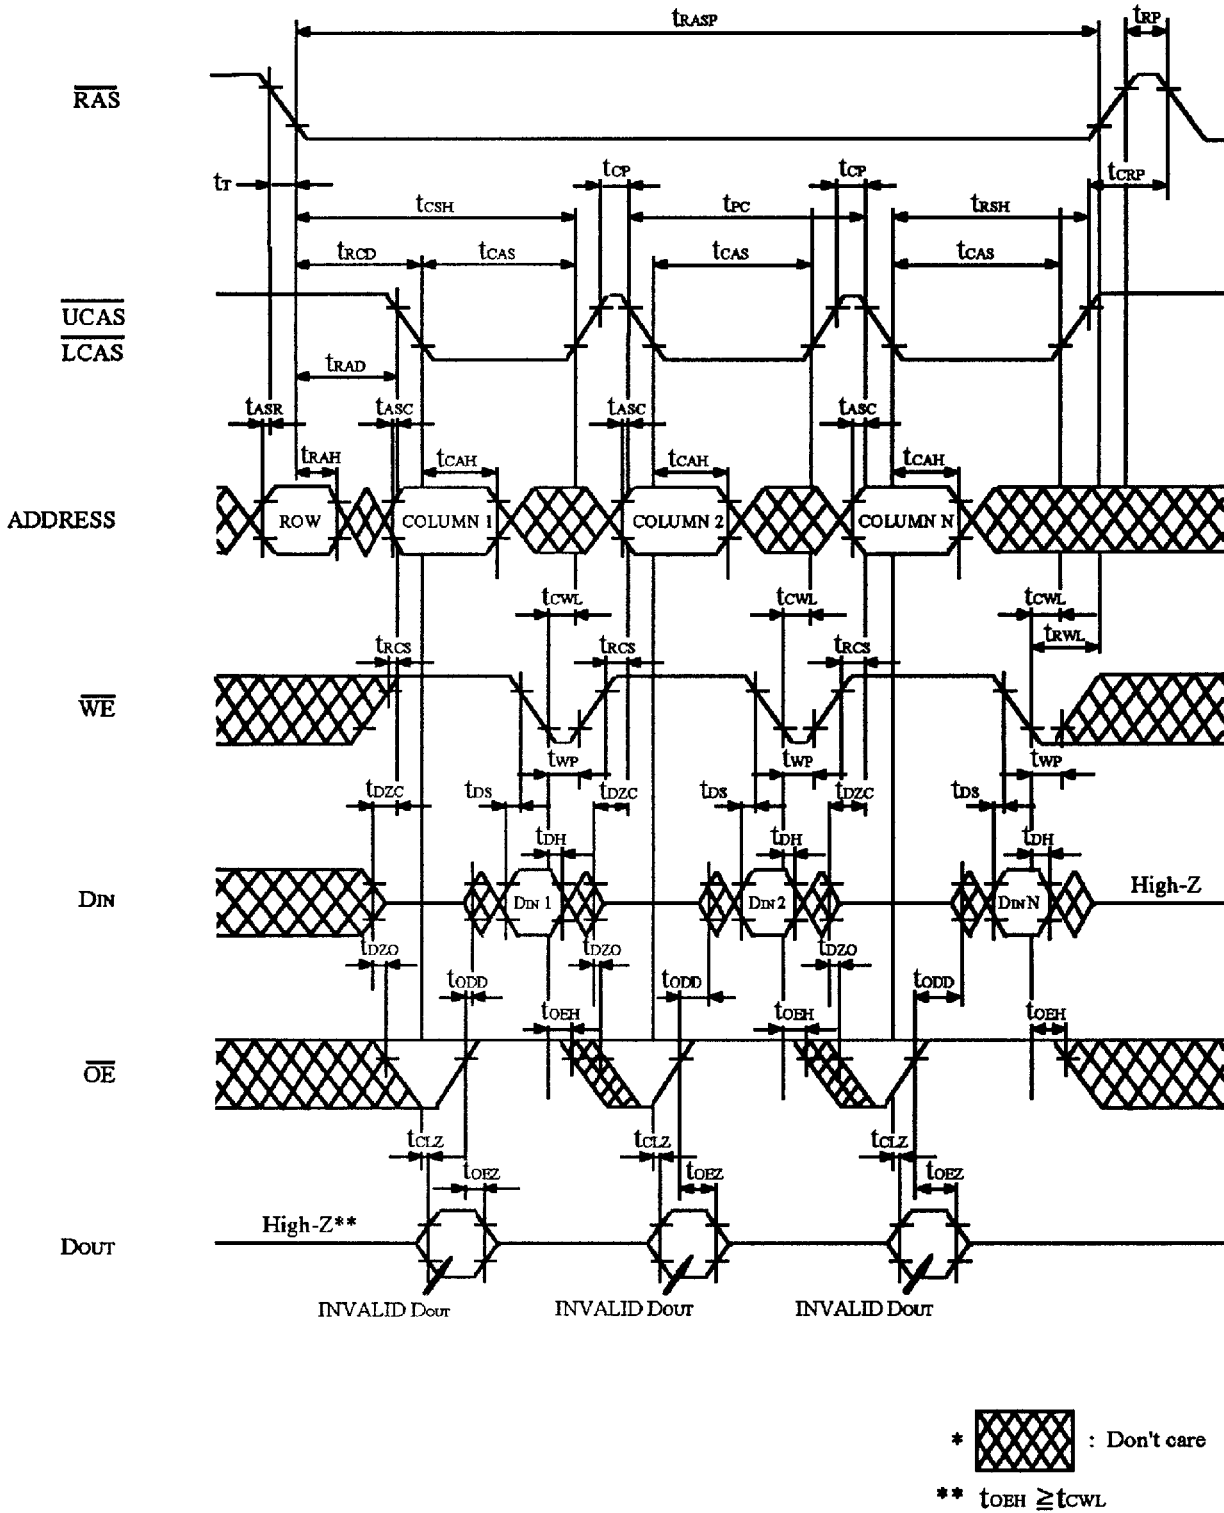 tRASP tRP
RAS
tT tCP tCP tCRP
tCSH tPC tRSH
tRCD tCAS tCAS tCAS
UCAS
LCAS
tRAD
tASR tASC tASC tASC
tRAH tCAH tCAH tCAH
ADDRESS ROW COLUMN 1 COLUMN 2 COLUMN N
tCWL tCWL tCWL
tRCS tRCS tRCS tRWL
WE
tWP tWP tWP
tDZC tDS tDZC tDS tDZC tDS
tDH tDH tDH
DIN DIN 1 DIN 2 DIN N High-Z
tDZO tDZO tDZO
tODD tODD tODD
tOEH tOEH tOEH
OE
tCLZ tCLZ tCLZ
tOEZ tOEZ tOEZ
High-Z**
DOUT
INVALID DOUT INVALID DOUT INVALID DOUT
* : Don't care
** tOEH ≧ tCWL